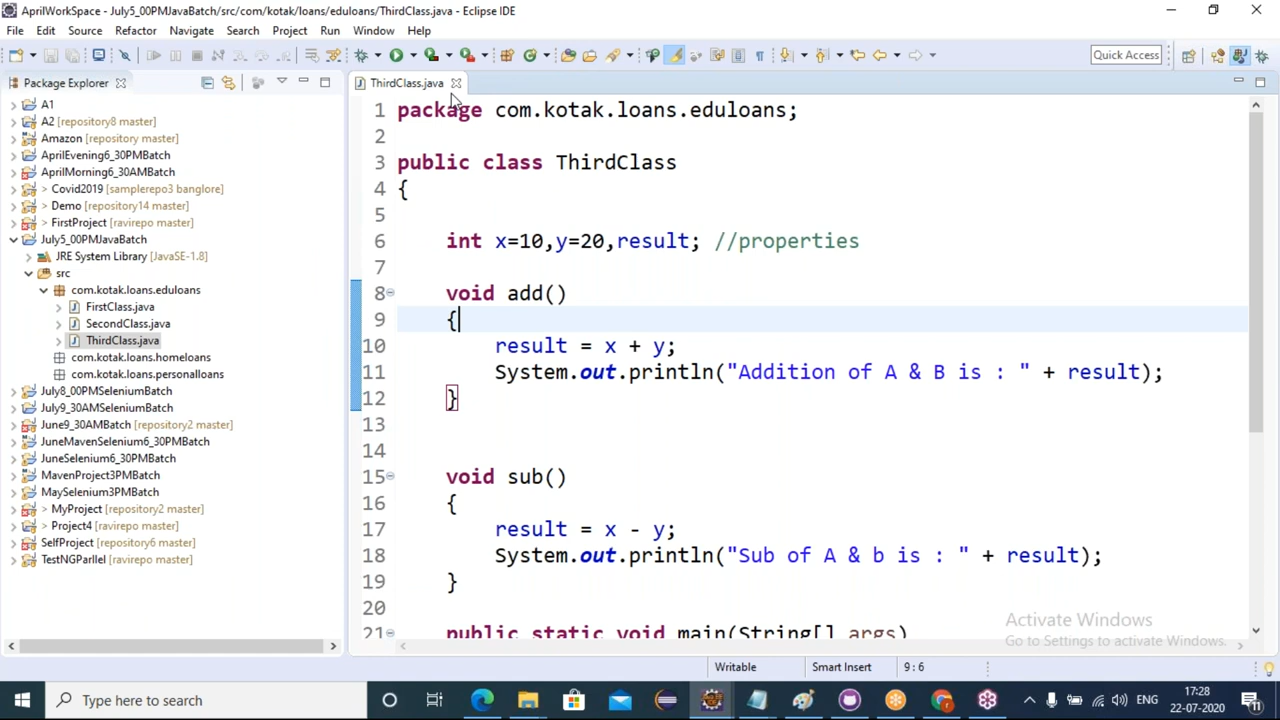 AprilWorkSpace - July5_00PMJavaBatch/src/com/kotak/loans/eduloans/ThirdClass.java - Eclipse IDE
File Edit Source Refactor Navigate Search Project Run Window Help
Quick Access
Package Explorer
ThirdClass.java
A1
A2 [repository8 master]
Amazon [repository master]
AprilEvening6_30PMBatch
AprilMorning6_30AMBatch
> Covid2019 [samplerepo3 banglore]
> Demo [repository14 master]
> FirstProject [ravirepo master]
July5_00PMJavaBatch
JRE System Library [JavaSE-1.8]
src
com.kotak.loans.eduloans
FirstClass.java
SecondClass.java
ThirdClass.java
com.kotak.loans.homeloans
com.kotak.loans.personalloans
July8_00PMSeleniumBatch
July9_30AMSeleniumBatch
June9_30AMBatch [repository2 master]
JuneMavenSelenium6_30PMBatch
JuneSelenium6_30PMBatch
MavenProject3PMBatch
MaySelenium3PMBatch
> MyProject [repository2 master]
> Project4 [ravirepo master]
SelfProject [repository6 master]
TestNGParllel [ravirepo master]
1 package com.kotak.loans.eduloans;
2
3 public class ThirdClass
4 {
5
6 int x=10,y=20,result; //properties
7
8 void add()
9 {
10 result = x + y;
11 System.out.println("Addition of A & B is : " + result);
12 }
13
14
15 void sub()
16 {
17 result = x - y;
18 System.out.println("Sub of A & b is : " + result);
19 }
20
21 public static void main(String[] args)
Activate Windows
Go to Settings to activate Windows.
Writable Smart Insert 9 : 6
Type here to search
ENG
17:28
22-07-2020
11